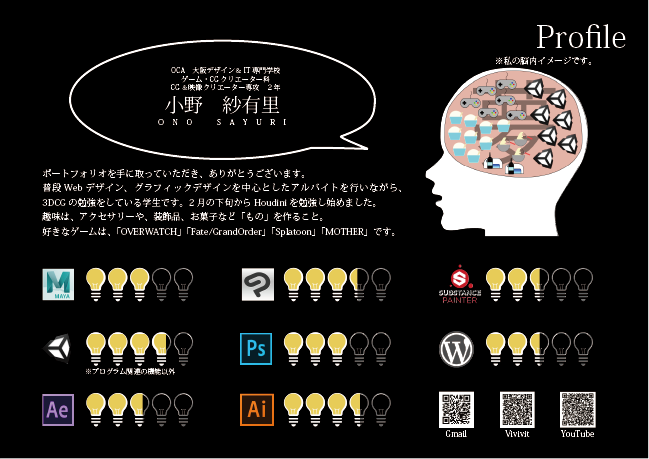 Profile
※私の脳内イメージです。
OCA 大阪デザイン&IT専門学校
ゲーム・CGクリエーター科
CG&映像クリエーター専攻 2年
小野 紗有里
ONO SAYURI
ポートフォリオを手に取っていただき、ありがとうございます。
普段Webデザイン、グラフィックデザインを中心としたアルバイトを行いながら、
3DCGの勉強をしている学生です。2月の下旬からHoudiniを勉強し始めました。
趣味は、アクセサリーや、装飾品、お菓子など「もの」を作ること。
好きなゲームは、「OVERWATCH」「Fate/GrandOrder」「Splatoon」「MOTHER」です。
M
MAYA
S
SUBSTANCE
PAINTER
※プログラム関連の機能以外
Ps
W
Ae
Ai
Gmail
Vivivit
YouTube